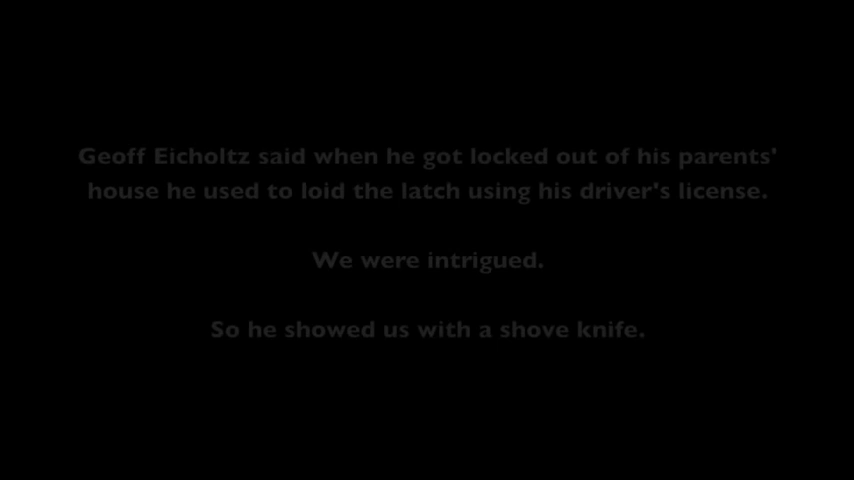 Geoff Eicholtz said when he got locked out of his parents'
house he used to loid the latch using his driver's license.
We were intrigued.
So he showed us with a shove knife.